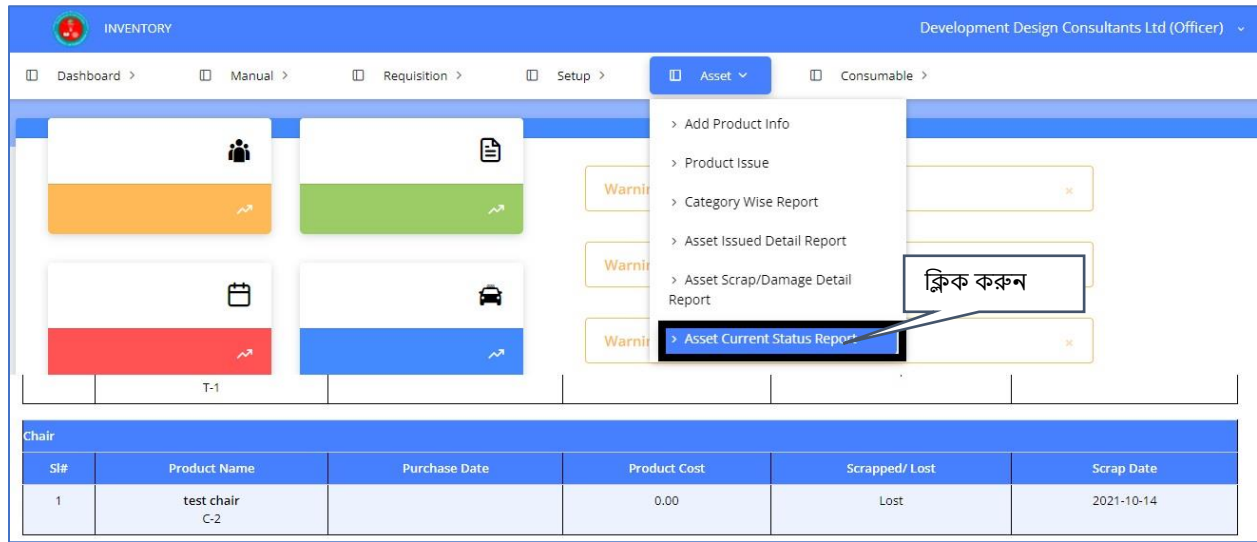 INVENTORY
Development Design Consultants Ltd (Officer)
Dashboard >
Manual >
Requisition >
Setup >
Asset
Consumable >
> Add Product Info
> Product Issue
> Category Wise Report
> Asset Issued Detail Report
> Asset Scrap/Damage Detail
Report
> Asset Current Status Report
ক্লিক করুন
T-1
Chair
Sl# Product Name Purchase Date Product Cost Scrapped/ Lost Scrap Date
1 test chair 0.00 Lost 2021-10-14
C-2